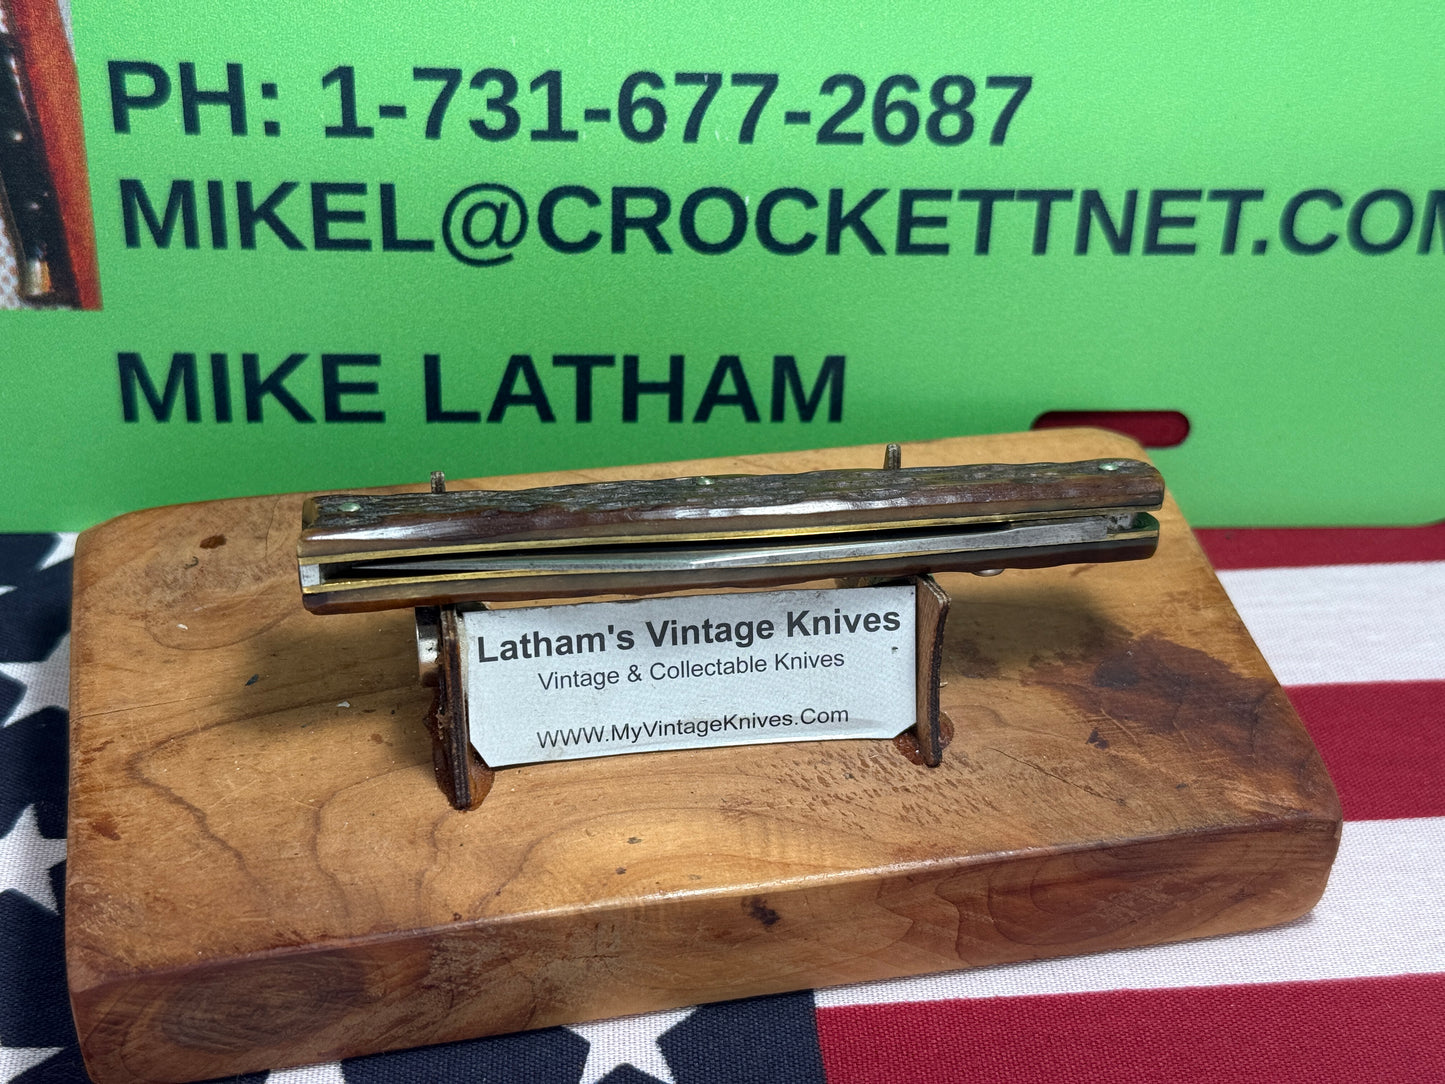 PH: 1-731-677-2687
MIKEL@CROCKETTNET.COM
MIKE LATHAM
Latham's Vintage Knives
Vintage & Collectable Knives
WWW.MyVintageKnives.Com